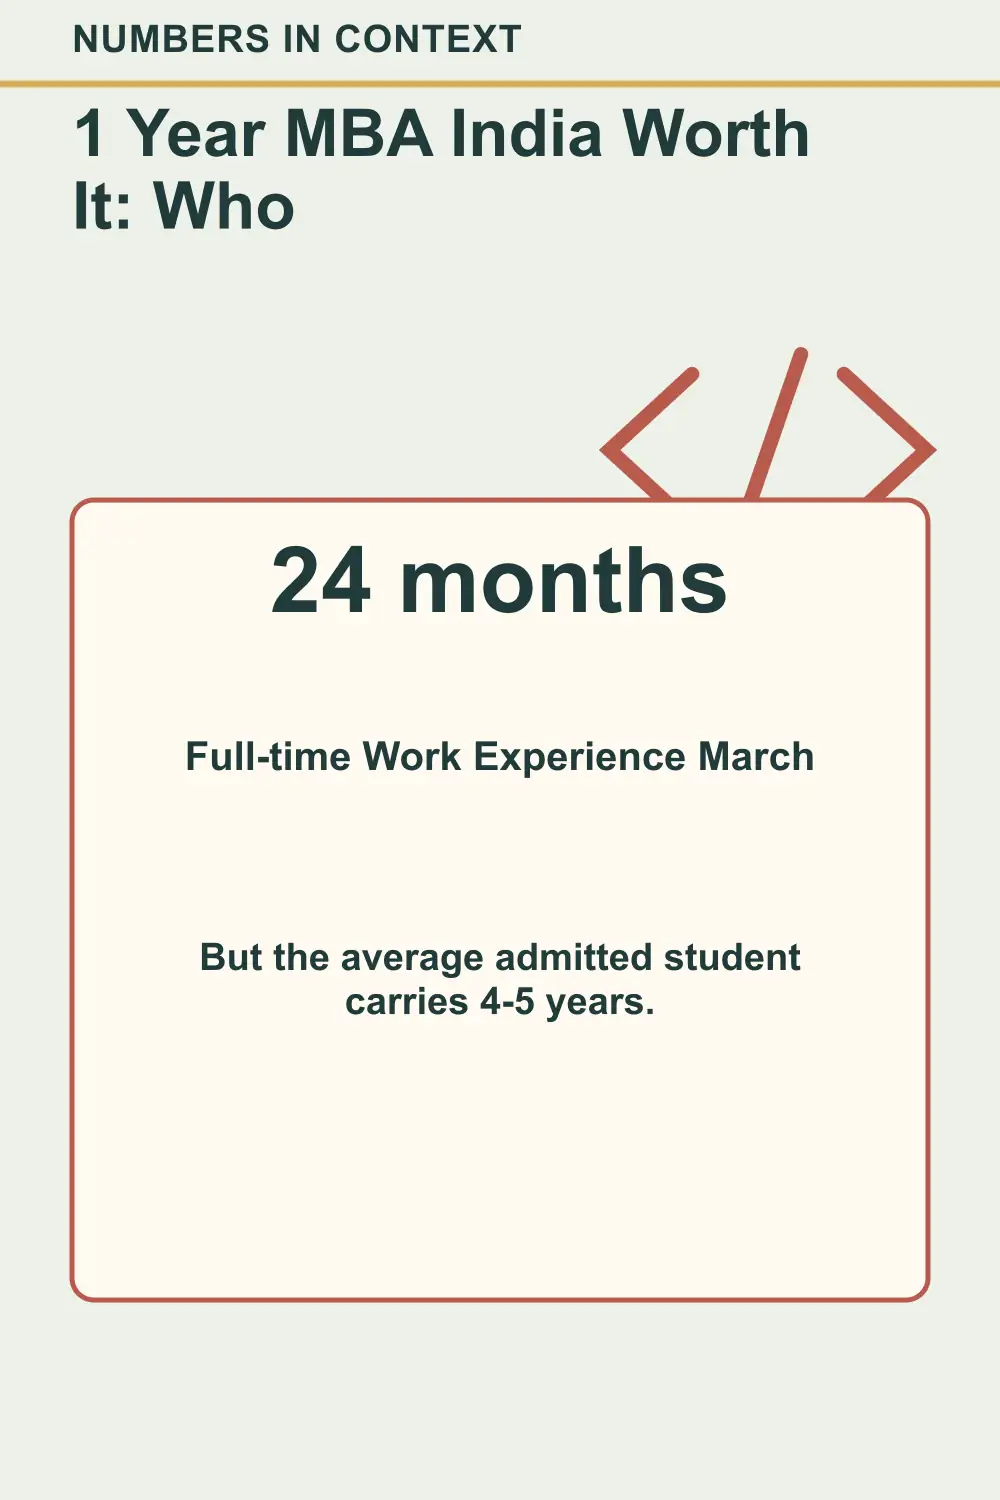 NUMBERS IN CONTEXT
1 Year MBA India Worth
It: Who
24 months
Full-time Work Experience March
But the average admitted student
carries 4-5 years.